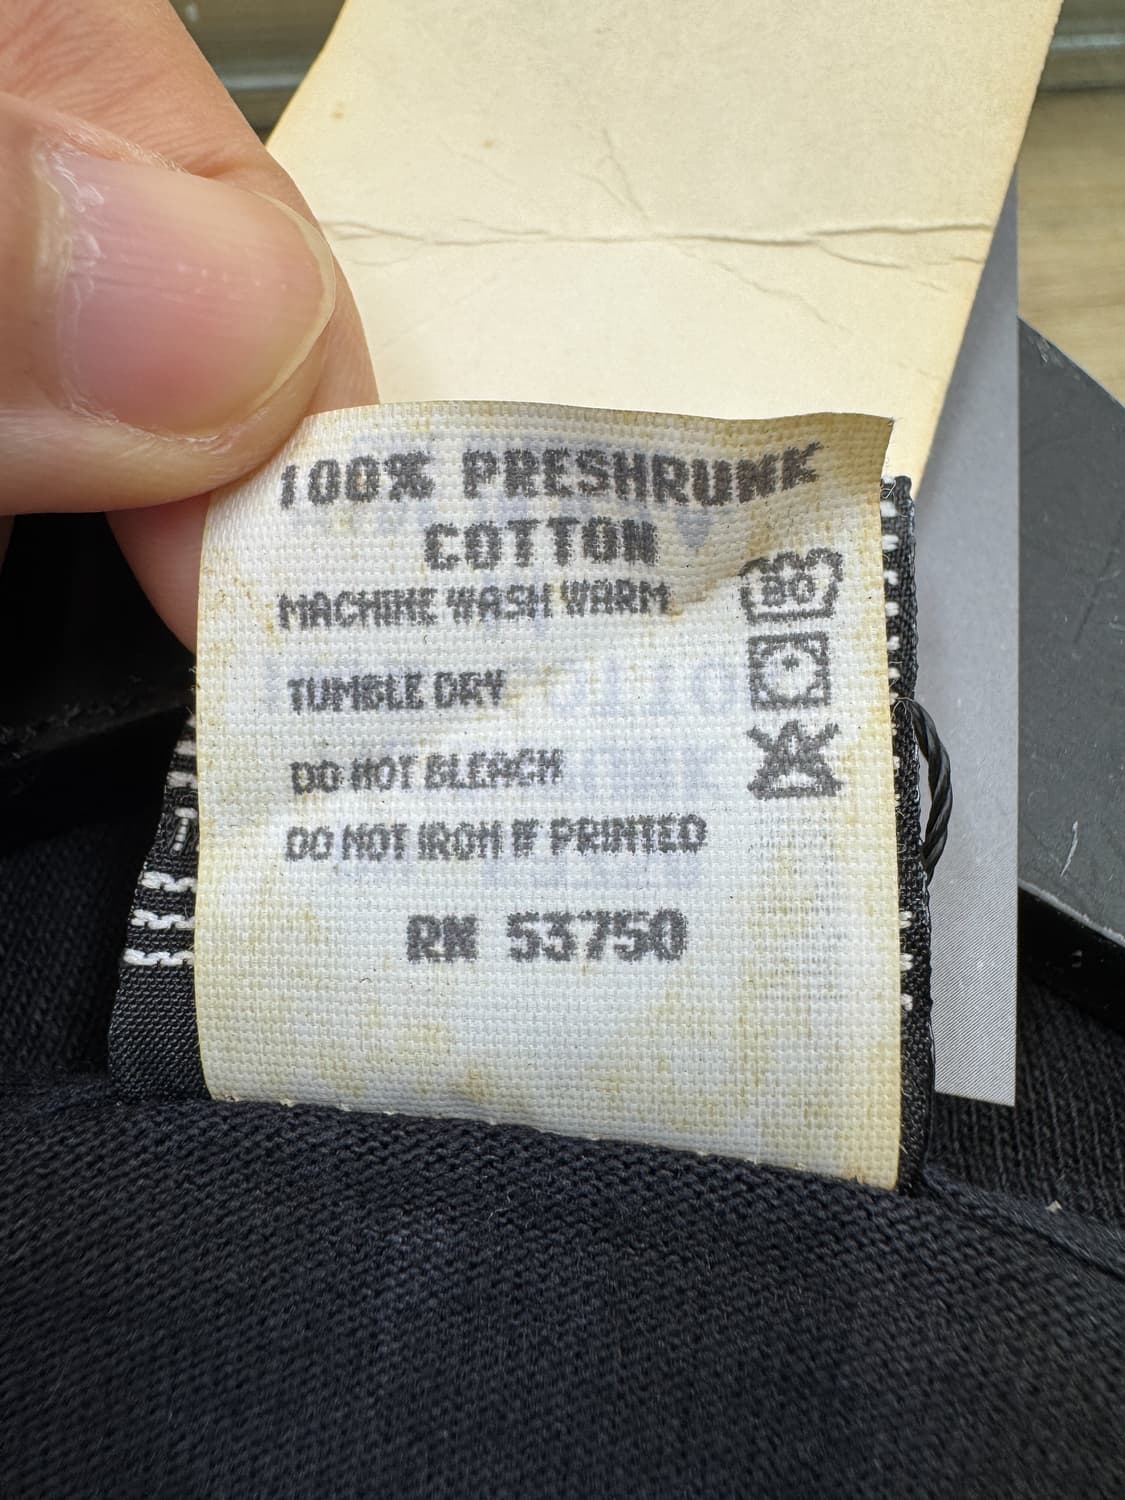 100% PRESHRUNK
COTTON
MACHINE WASH WARM
TUMBLE DRY
DO NOT BLEACH
DO NOT IRON IF PRINTED
RN 53750